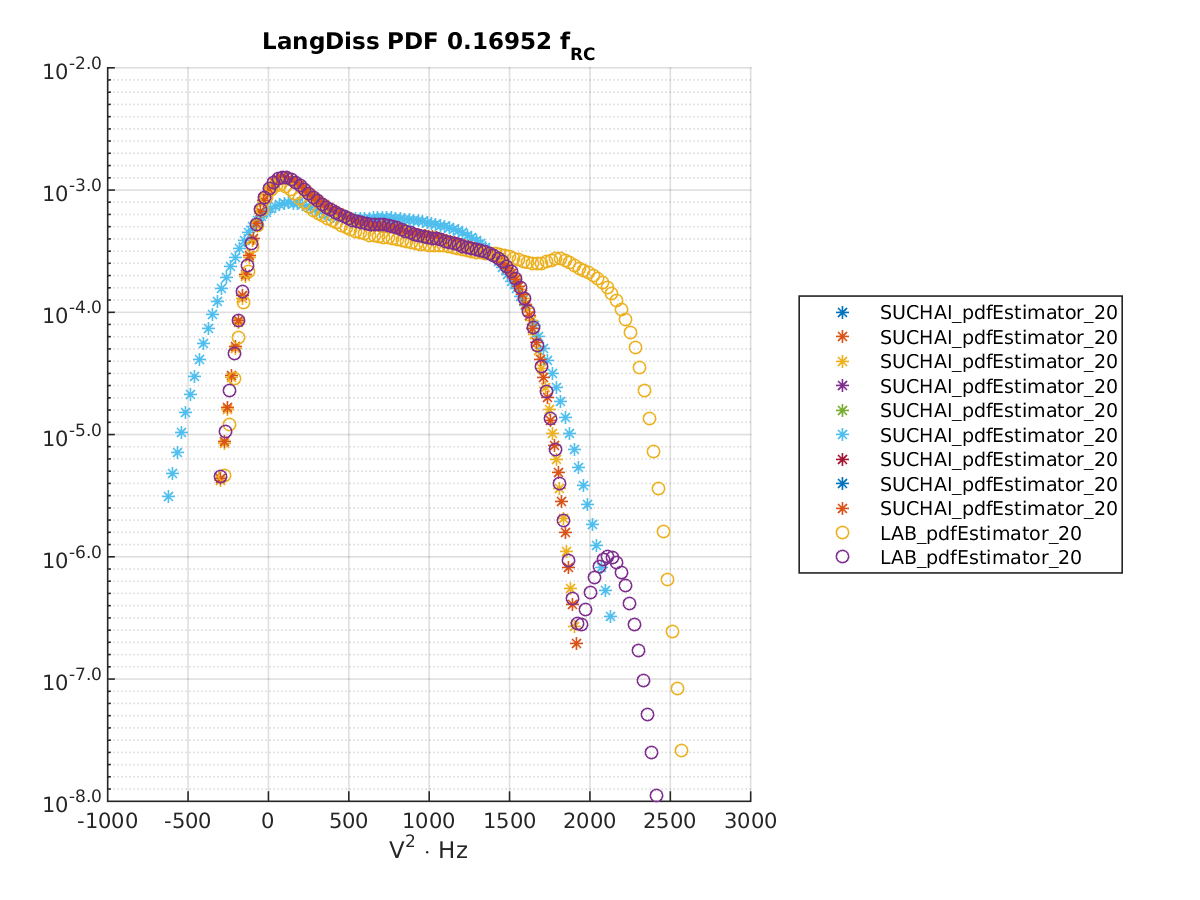 LangDiss PDF 0.16952 f_RC
10^-2.0
10^-3.0
10^-4.0
10^-5.0
10^-6.0
10^-7.0
10^-8.0
-1000 -500 0 500 1000 1500 2000 2500 3000
V^2 · Hz
SUCHAI_pdfEstimator_20
SUCHAI_pdfEstimator_20
SUCHAI_pdfEstimator_20
SUCHAI_pdfEstimator_20
SUCHAI_pdfEstimator_20
SUCHAI_pdfEstimator_20
SUCHAI_pdfEstimator_20
SUCHAI_pdfEstimator_20
SUCHAI_pdfEstimator_20
LAB_pdfEstimator_20
LAB_pdfEstimator_20